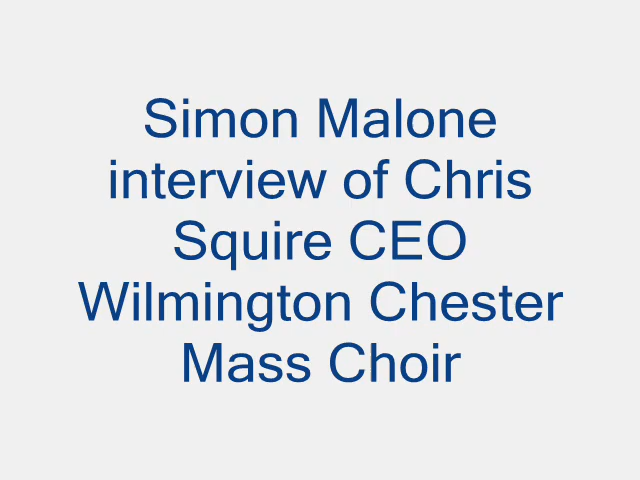 Simon Malone
interview of Chris
Squire CEO
Wilmington Chester
Mass Choir